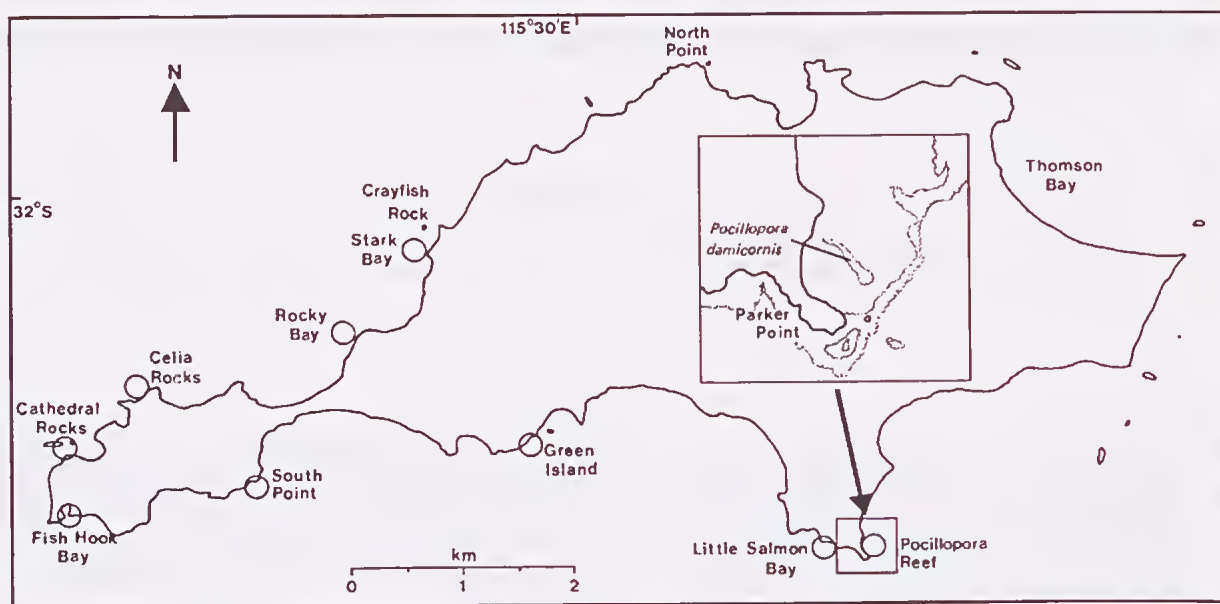 115°30'E
North
Point
N
Thomson
Bay
32°S
Crayfish
Rock
Stark
Bay
Pocillopora
damicornis
Rocky
Bay
Parker
Point
Celia
Rocks
Cathedral
Rocks
Green
Island
South
Point
Fish Hook
Bay
Little Salmon
Bay
Pocillopora
Reef
km
0 1 2